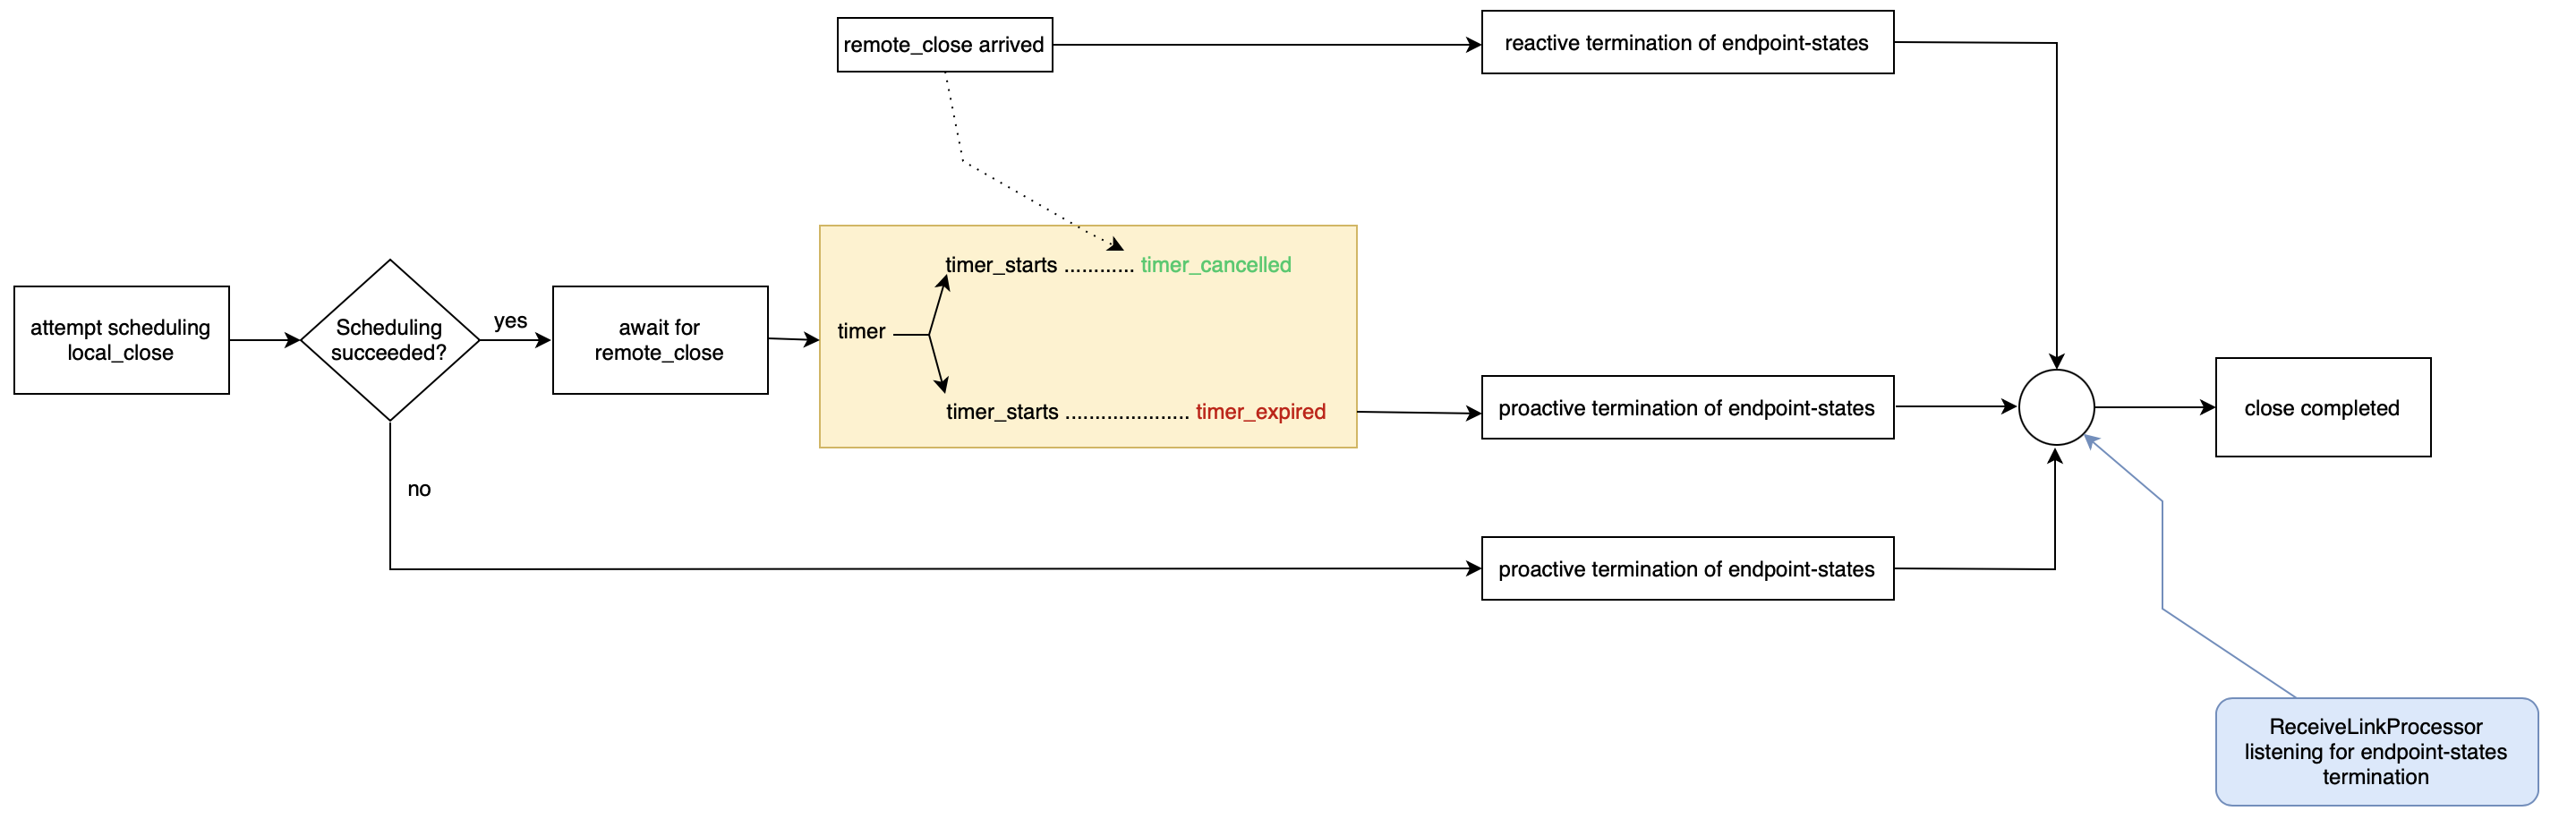 remote_close arrived
reactive termination of endpoint-states
timer_starts ............ timer_cancelled
attempt scheduling
local_close
Scheduling
succeeded?
yes
await for
remote_close
timer
timer_starts ..................... timer_expired
proactive termination of endpoint-states
close completed
no
proactive termination of endpoint-states
ReceiveLinkProcessor
listening for endpoint-states
termination